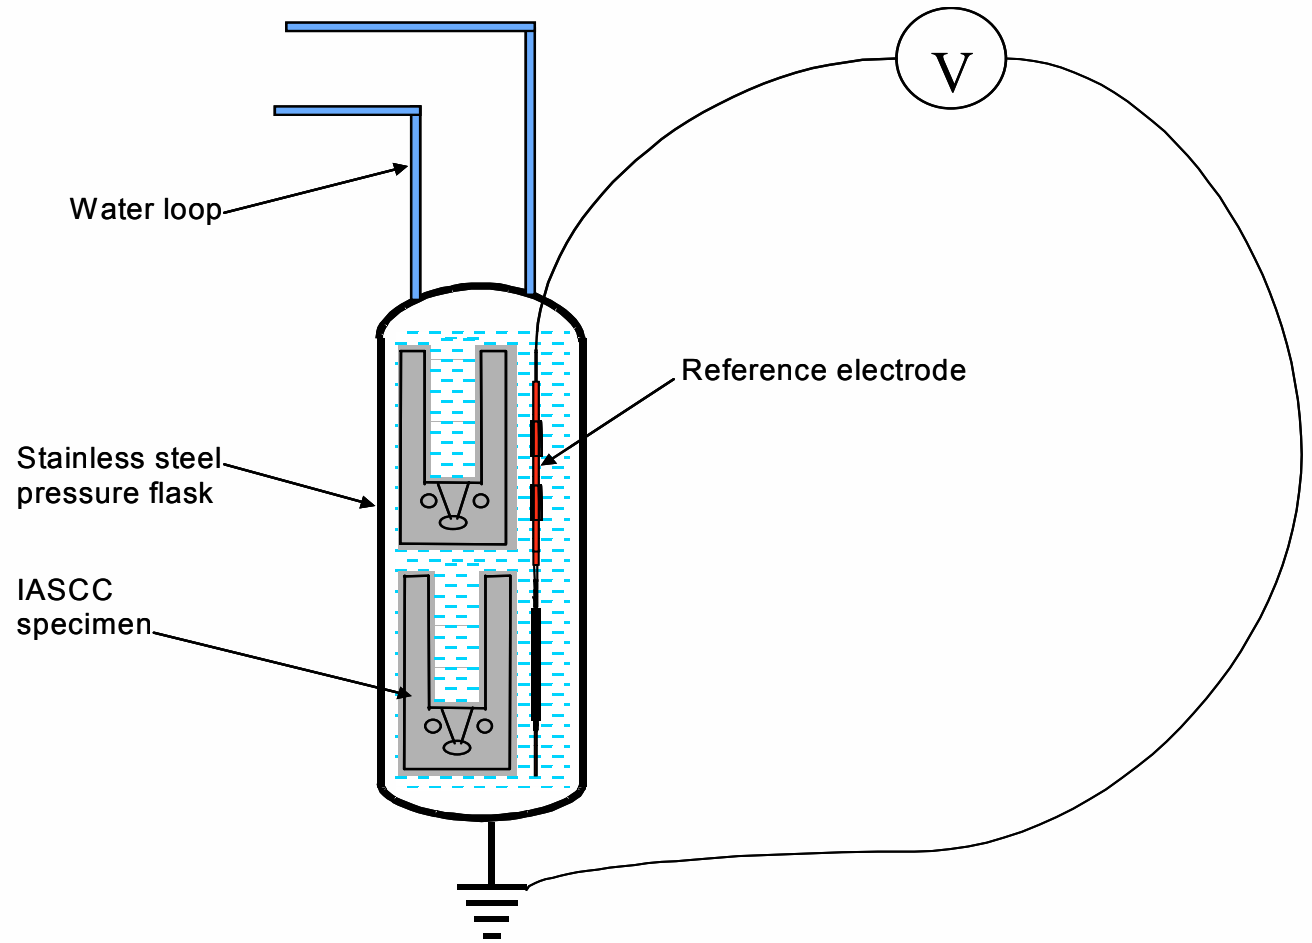 V
Water loop
Reference electrode
Stainless steel
pressure flask
IASCC
specimen